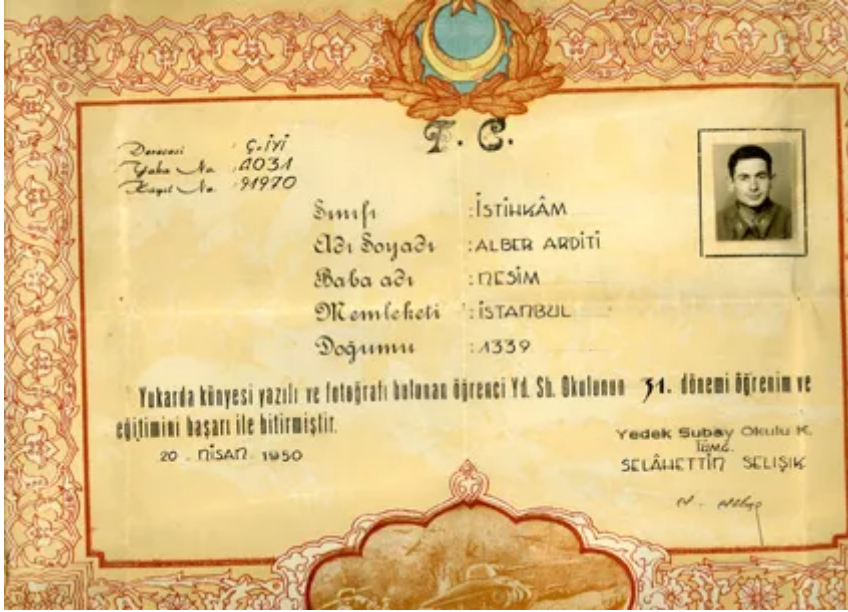 T. C.
Derecesi : Ç. İYİ
Yaka No : 4031
Kayıt No : 91970
Sınıfı : İSTİHKÂM
Adı Soyadı : ALBER ARDİTİ
Baba adı : NESİM
Memleketi : İSTANBUL
Doğumu : 1339
Yukarda künyesi yazılı ve fotoğrafı bulunan öğrenci Yd. Sb. Okulunun 31. dönemi öğrenim ve
eğitimini başarı ile bitirmiştir.
20 . NİSAN . 1950
Yedek Subay Okulu K.
TÜMG.
SELÂHETTİN SELIŞIK